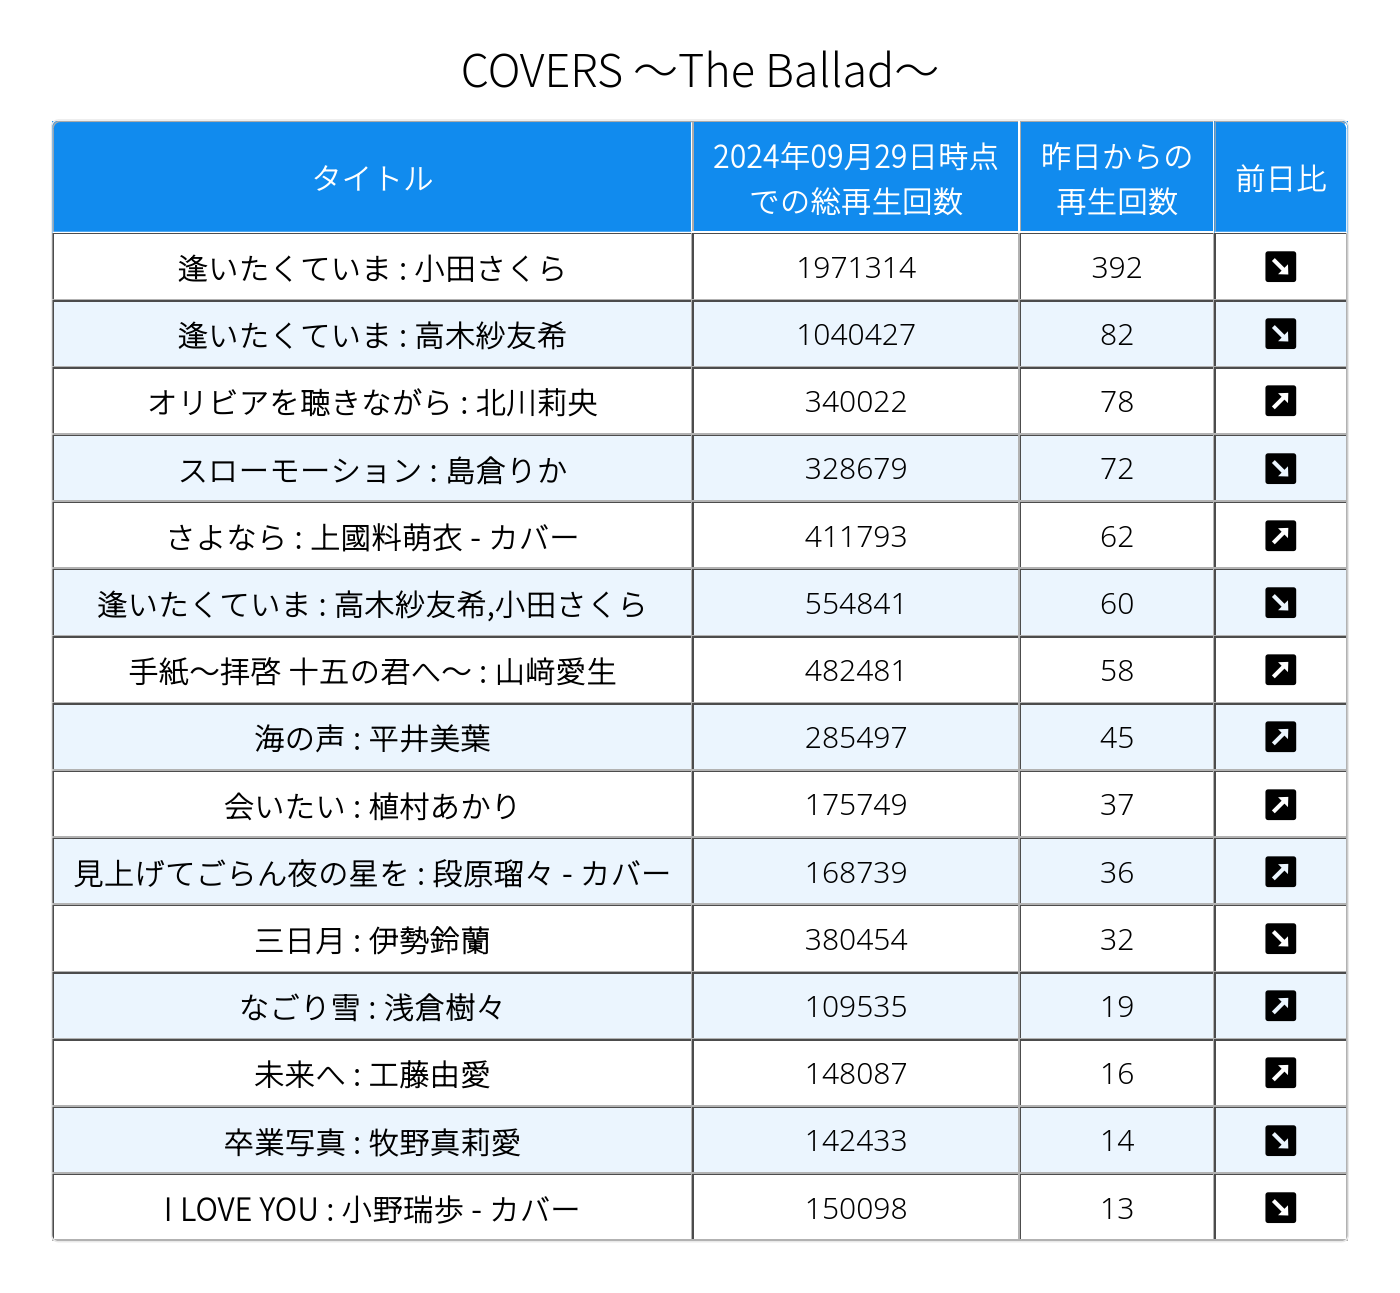 COVERS ～The Ballad～
タイトル 2024年09月29日時点での総再生回数 昨日からの再生回数 前日比
逢いたくていま : 小田さくら 1971314 392 ↘
逢いたくていま : 高木紗友希 1040427 82 ↘
オリビアを聴きながら : 北川莉央 340022 78 ↗
スローモーション : 島倉りか 328679 72 ↘
さよなら : 上國料萌衣 - カバー 411793 62 ↗
逢いたくていま : 高木紗友希,小田さくら 554841 60 ↘
手紙～拝啓 十五の君へ～ : 山﨑愛生 482481 58 ↗
海の声 : 平井美葉 285497 45 ↗
会いたい : 植村あかり 175749 37 ↗
見上げてごらん夜の星を : 段原瑠々 - カバー 168739 36 ↗
三日月 : 伊勢鈴蘭 380454 32 ↘
なごり雪 : 浅倉樹々 109535 19 ↗
未来へ : 工藤由愛 148087 16 ↗
卒業写真 : 牧野真莉愛 142433 14 ↘
I LOVE YOU : 小野瑞歩 - カバー 150098 13 ↘